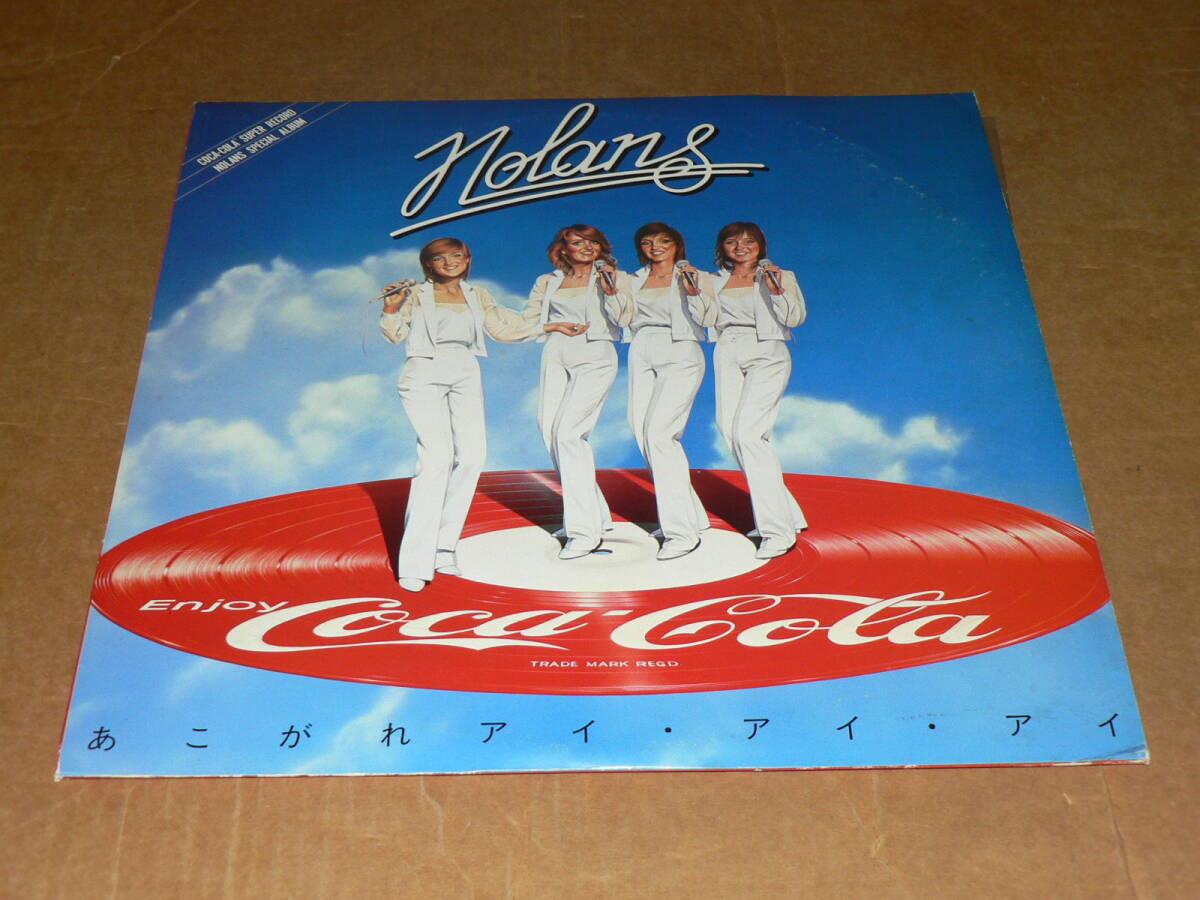 COCA-COLA SUPER RECORD
NOLANS SPECIAL ALBUM
Nolans
Enjoy
Coca-Cola
TRADE MARK REGD
あこがれアイ・アイ・アイ